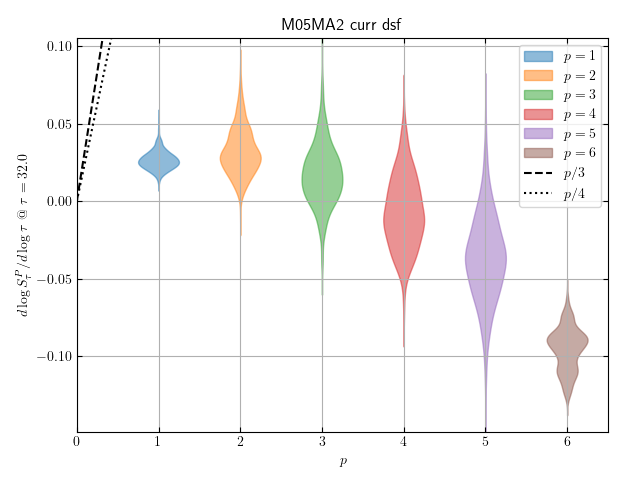 M05MA2 curr dsf
d log S_τ^P / d log τ @ τ = 32.0
0.10
0.05
0.00
−0.05
−0.10
0 1 2 3 4 5 6
p
p = 1
p = 2
p = 3
p = 4
p = 5
p = 6
p/3
p/4